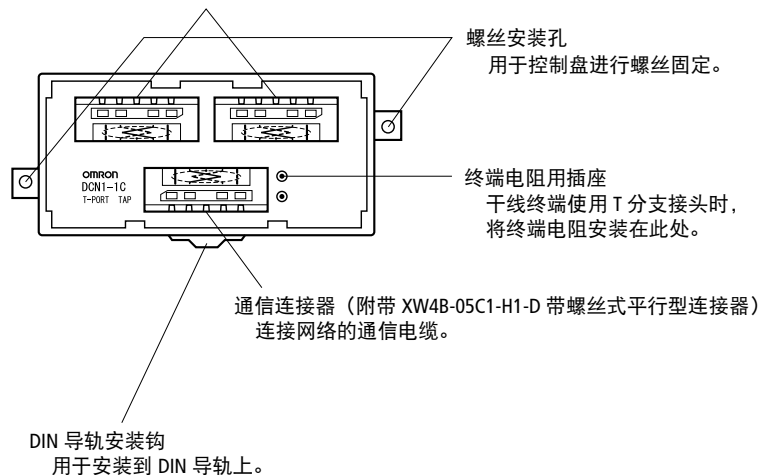 螺丝安装孔
用于控制盘进行螺丝固定。
OMRON
DCN1-1C
T-PORT TAP
终端电阻用插座
干线终端使用 T 分支接头时，
将终端电阻安装在此处。
通信连接器（附带 XW4B-05C1-H1-D 带螺丝式平行型连接器）
连接网络的通信电缆。
DIN 导轨安装钩
用于安装到 DIN 导轨上。